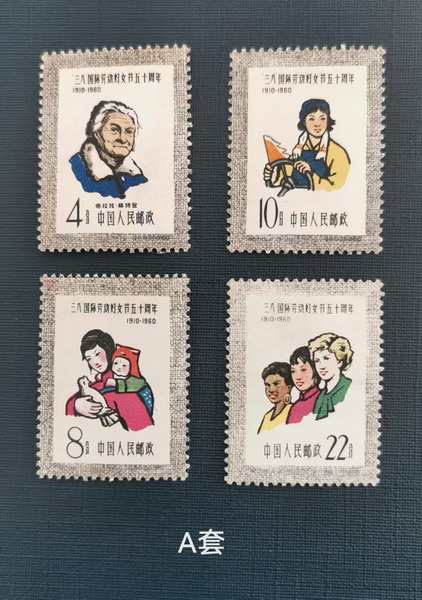 三八国际劳动妇女节五十周年
1910-1960
克拉拉·蔡特金
4分 中国人民邮政
三八国际劳动妇女节五十周年
1910-1960
10分 中国人民邮政
三八国际劳动妇女节五十周年
1910-1960
8分 中国人民邮政
三八国际劳动妇女节五十周年
1910-1960
中国人民邮政 22分
A套